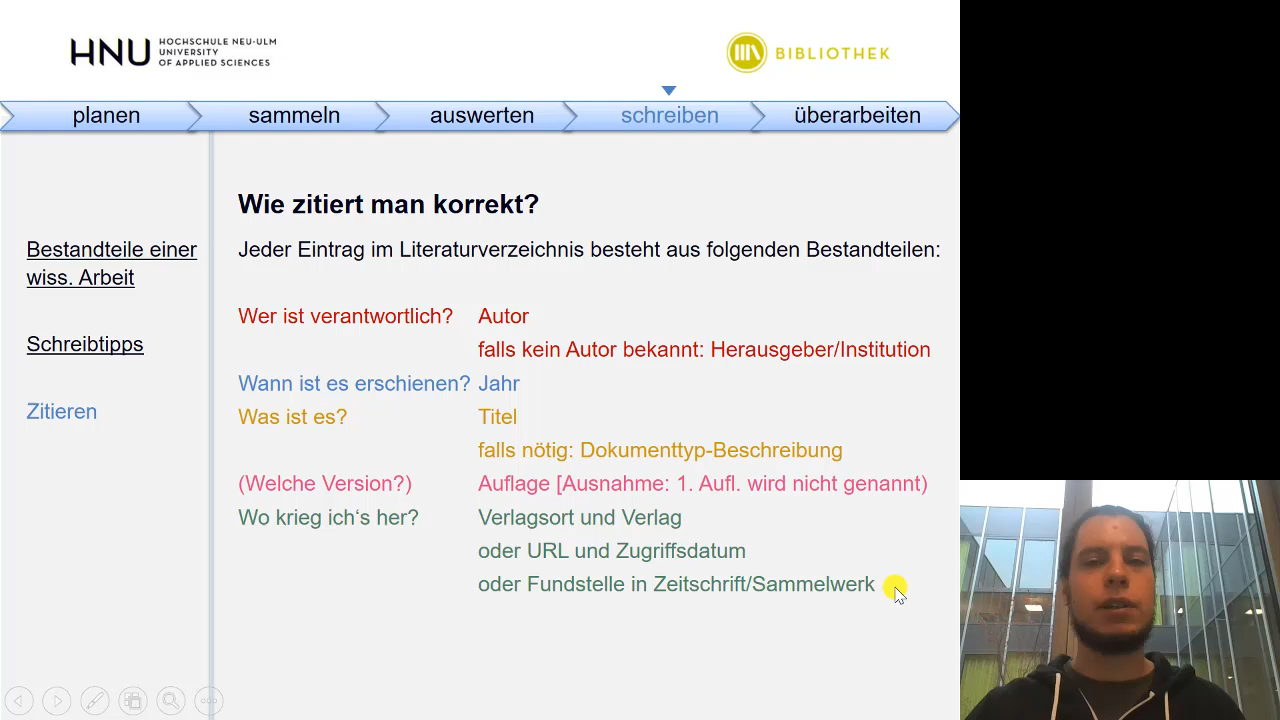 HNU HOCHSCHULE NEU-ULM
UNIVERSITY
OF APPLIED SCIENCES
BIBLIOTHEK
planen
sammeln
auswerten
schreiben
überarbeiten
Bestandteile einer
wiss. Arbeit
Schreibtipps
Zitieren
Wie zitiert man korrekt?
Jeder Eintrag im Literaturverzeichnis besteht aus folgenden Bestandteilen:
Wer ist verantwortlich? Autor
falls kein Autor bekannt: Herausgeber/Institution
Wann ist es erschienen? Jahr
Was ist es? Titel
falls nötig: Dokumenttyp-Beschreibung
(Welche Version?) Auflage [Ausnahme: 1. Aufl. wird nicht genannt)
Wo krieg ich‘s her? Verlagsort und Verlag
oder URL und Zugriffsdatum
oder Fundstelle in Zeitschrift/Sammelwerk